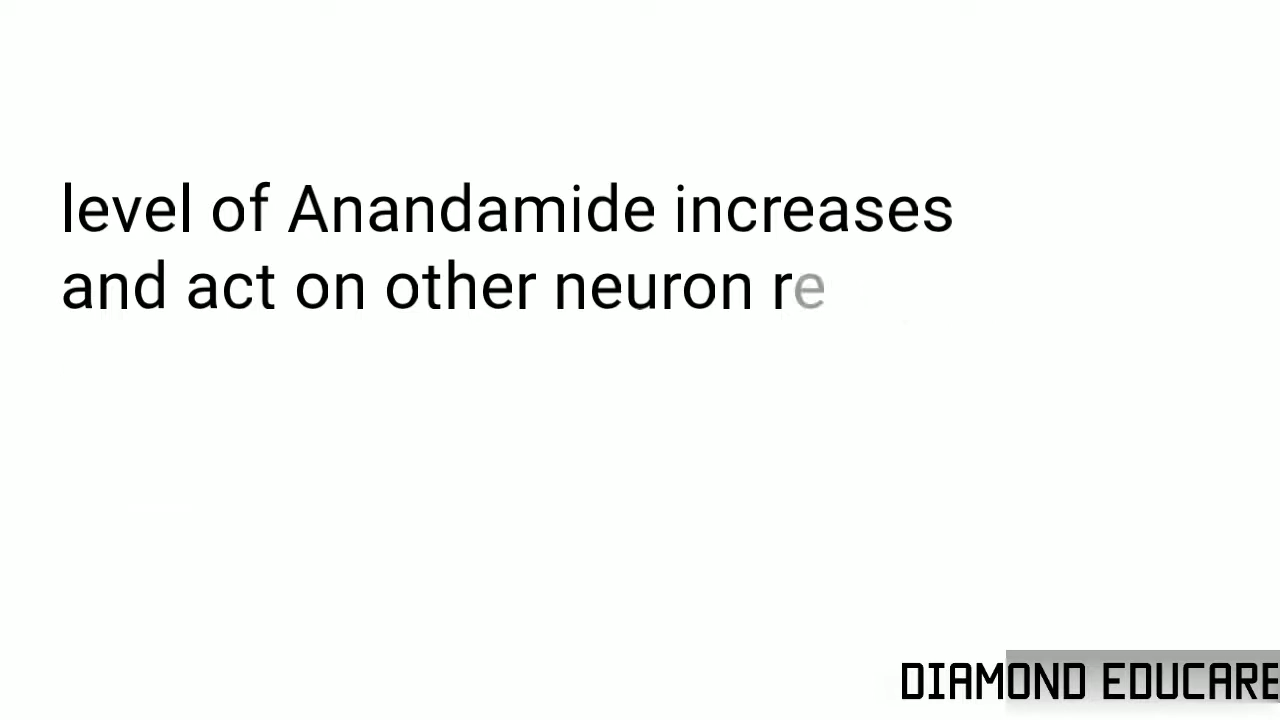 level of Anandamide increases
and act on other neuron re
DIAMOND EDUCARE